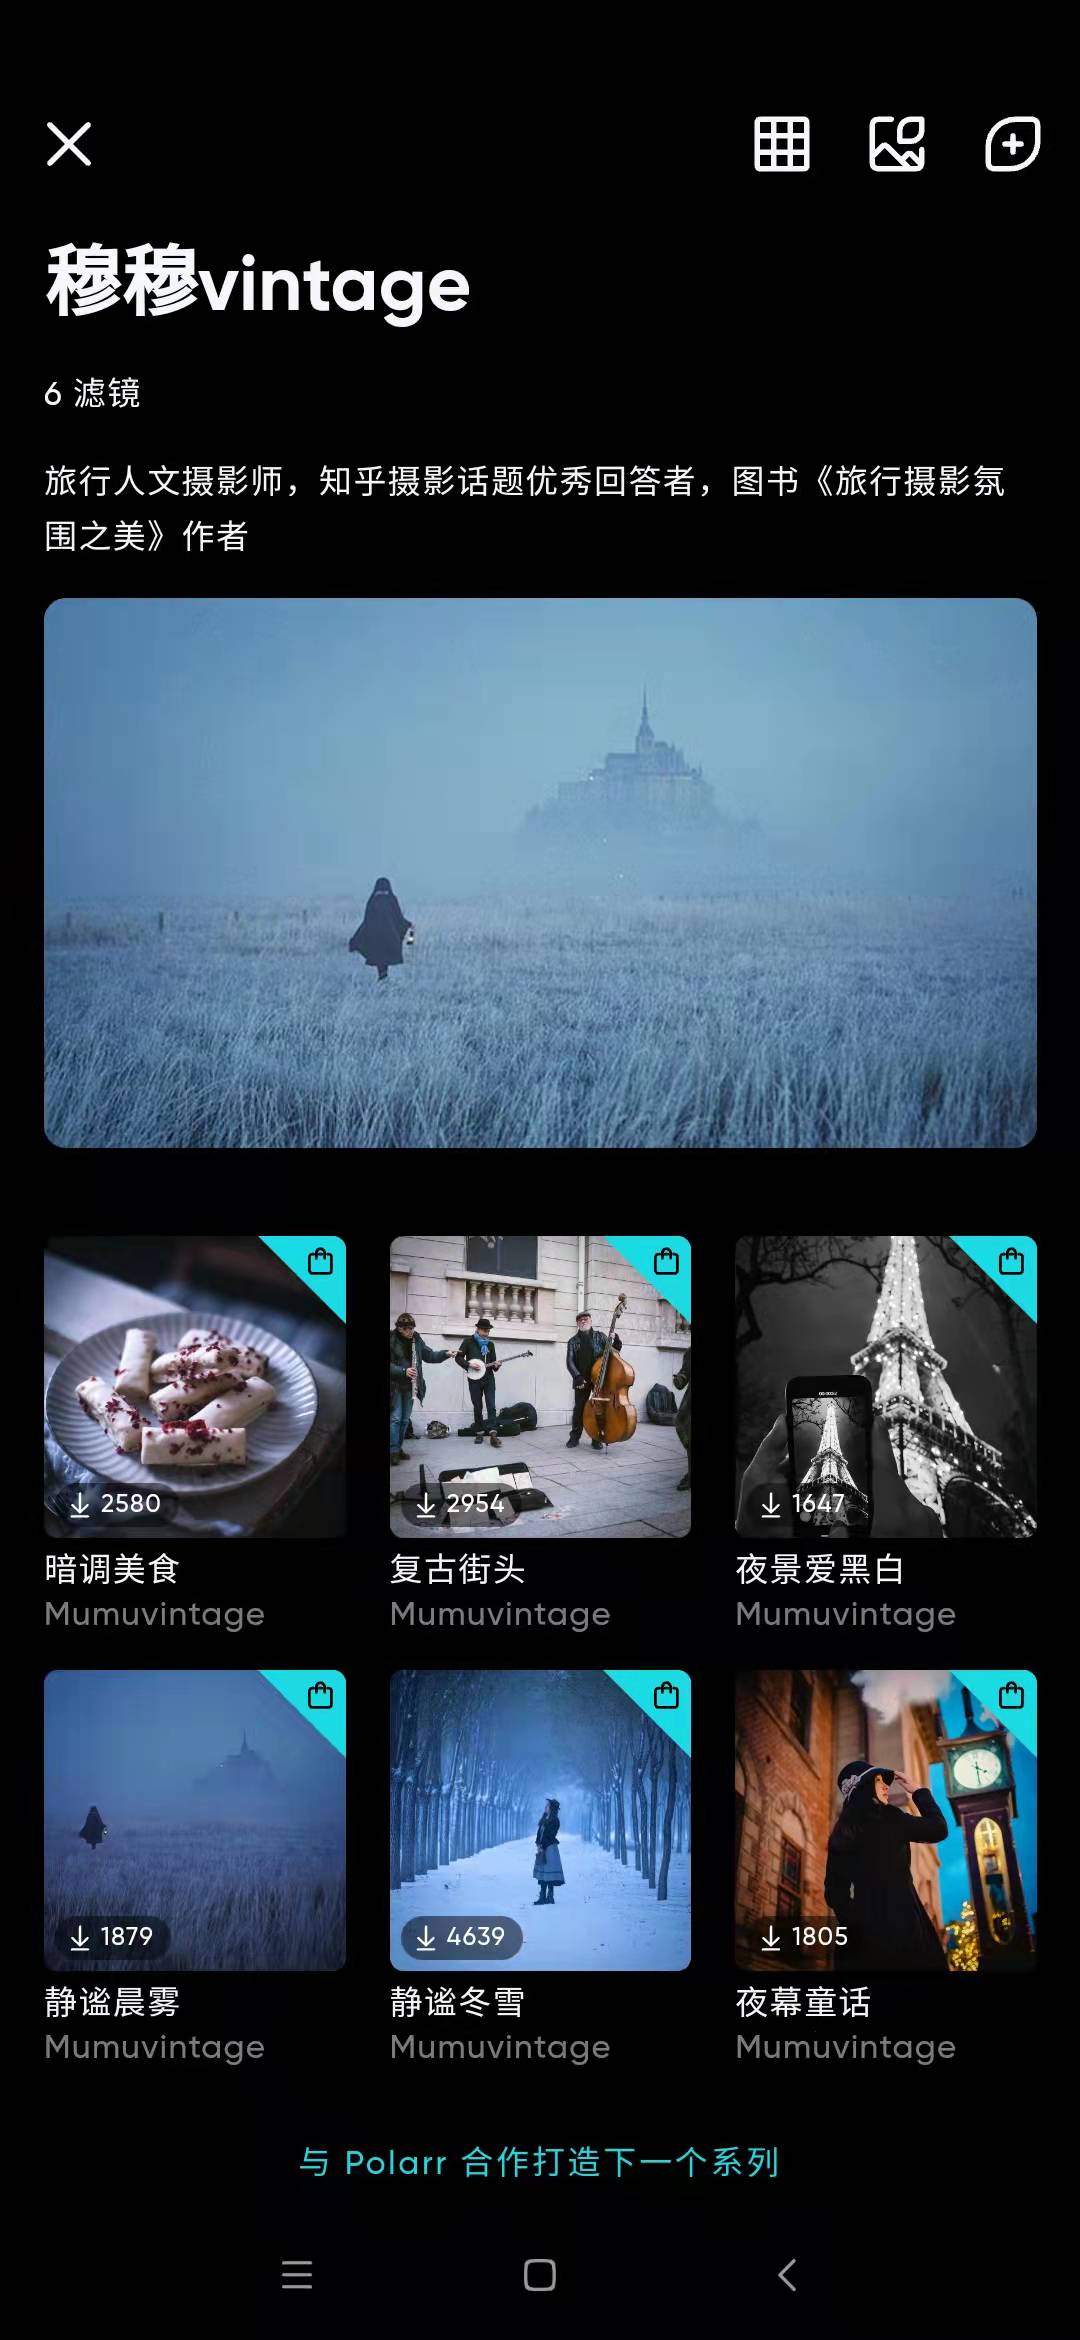 穆穆vintage
6 滤镜
旅行人文摄影师，知乎摄影话题优秀回答者，图书《旅行摄影氛
围之美》作者
2580
2954
1647
暗调美食
复古街头
夜景爱黑白
Mumuvintage
Mumuvintage
Mumuvintage
1879
4639
1805
静谧晨雾
静谧冬雪
夜幕童话
Mumuvintage
Mumuvintage
Mumuvintage
与 Polarr 合作打造下一个系列